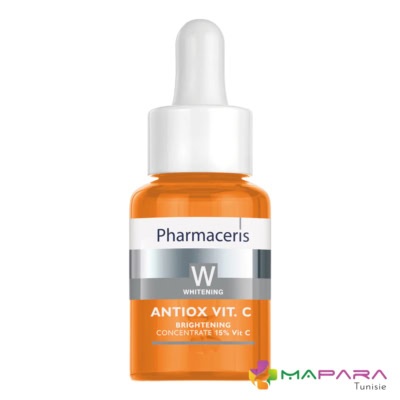 Pharmaceris
W
WHITENING
ANTIOX VIT. C
BRIGHTENING
CONCENTRATE 15% Vit C
MAPARA
Tunisie